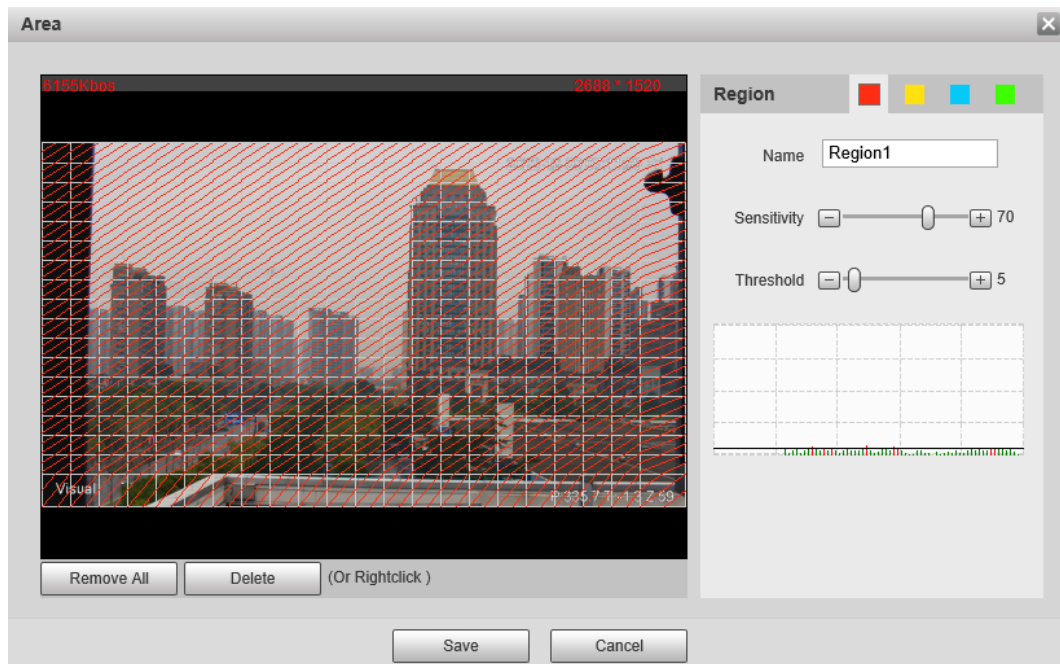 Area
6155Kbps 2688 * 1520
Region
Name Region1
Sensitivity 70
Threshold 5
Visual
Remove All Delete (Or Rightclick )
Save Cancel